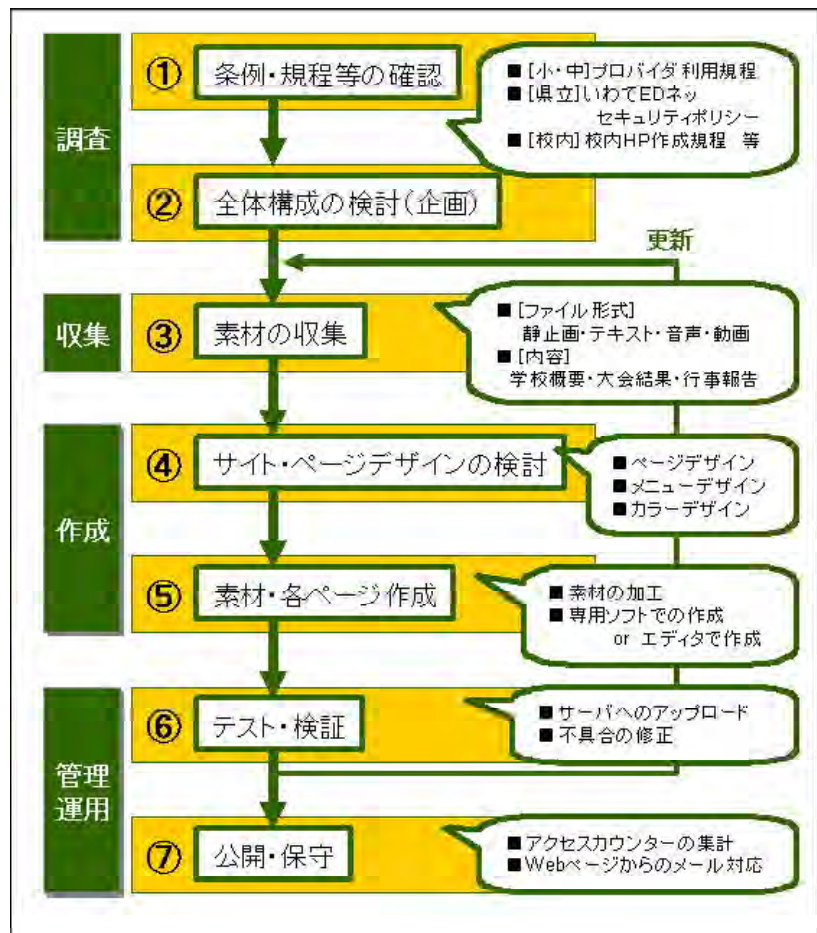 調査
① 条例・規程等の確認
■ [小・中]プロバイダ利用規程
■ [県立]いわてEDネッ
セキュリティポリシー
■ [校内] 校内HP作成規程 等
② 全体構成の検討(企画)
更新
収集
③ 素材の収集
■ [ファイル形式]
静止画・テキスト・音声・動画
■ [内容]
学校概要・大会結果・行事報告
作成
④ サイト・ページデザインの検討
■ ページデザイン
■ メニューデザイン
■ カラーデザイン
⑤ 素材・各ページ作成
■ 素材の加工
■ 専用ソフトでの作成
or エディタで作成
管理
運用
⑥ テスト・検証
■ サーバへのアップロード
■ 不具合の修正
⑦ 公開・保守
■ アクセスカウンターの集計
■ Webページからのメール対応